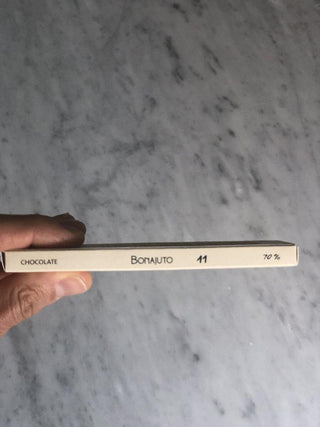 CHOCOLATE BONAJUTO 11 70%